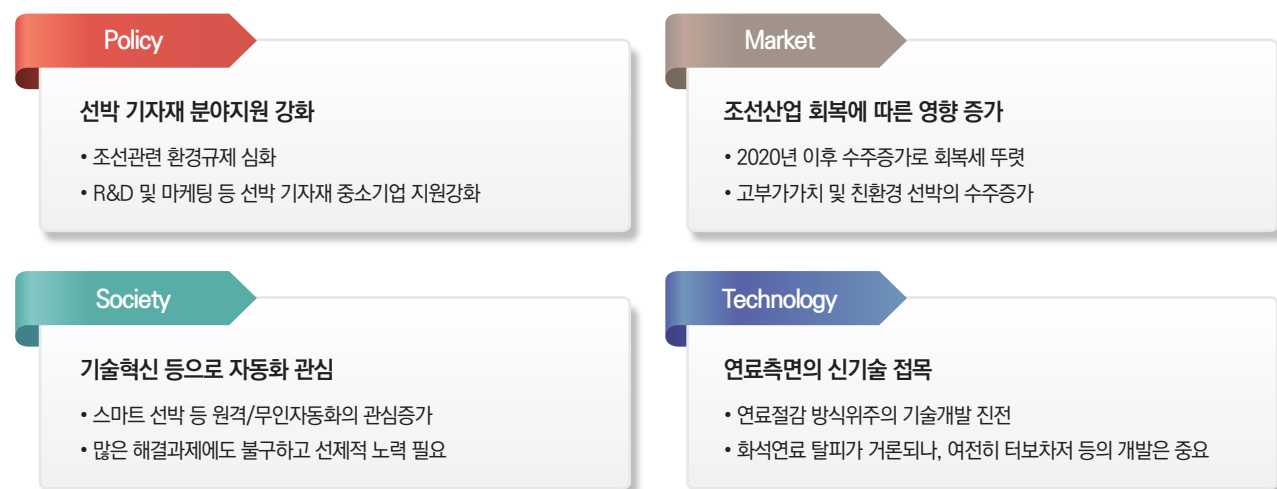 Policy
선박 기자재 분야지원 강화
• 조선관련 환경규제 심화
• R&D 및 마케팅 등 선박 기자재 중소기업 지원강화
Market
조선산업 회복에 따른 영향 증가
• 2020년 이후 수주증가로 회복세 뚜렷
• 고부가가치 및 친환경 선박의 수주증가
Society
기술혁신 등으로 자동화 관심
• 스마트 선박 등 원격/무인자동화의 관심증가
• 많은 해결과제에도 불구하고 선제적 노력 필요
Technology
연료측면의 신기술 접목
• 연료절감 방식위주의 기술개발 진전
• 화석연료 탈피가 거론되나, 여전히 터보차저 등의 개발은 중요